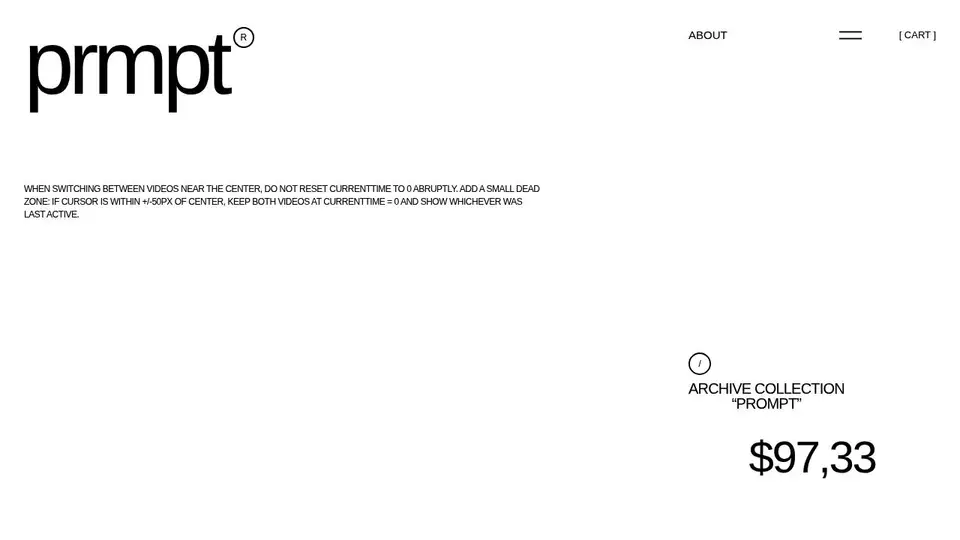 prmpt
R
ABOUT
[ CART ]
WHEN SWITCHING BETWEEN VIDEOS NEAR THE CENTER, DO NOT RESET CURRENTTIME TO 0 ABRUPTLY. ADD A SMALL DEAD
ZONE: IF CURSOR IS WITHIN +/-50PX OF CENTER, KEEP BOTH VIDEOS AT CURRENTTIME = 0 AND SHOW WHICHEVER WAS
LAST ACTIVE.
/
ARCHIVE COLLECTION
“PROMPT”
$97,33